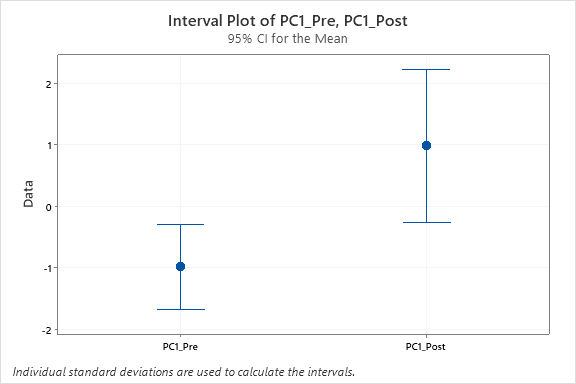 Interval Plot of PC1_Pre, PC1_Post
95% CI for the Mean
2
1
0
-1
-2
Data
PC1_Pre
PC1_Post
Individual standard deviations are used to calculate the intervals.